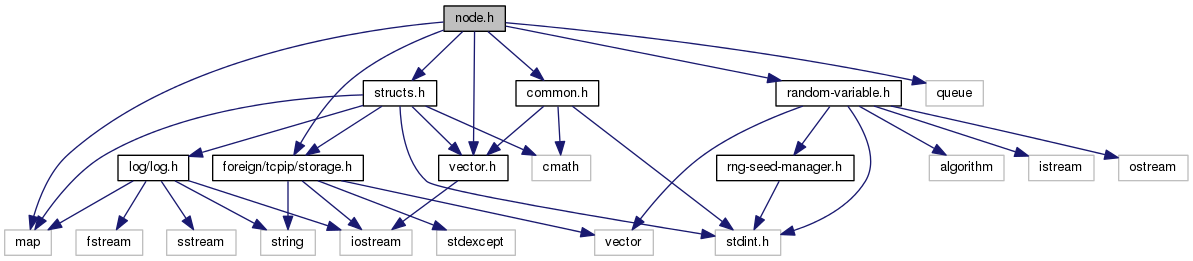 node.h
structs.h
common.h
random-variable.h
queue
log/log.h
foreign/tcpip/storage.h
vector.h
cmath
rng-seed-manager.h
algorithm
istream
ostream
map
fstream
sstream
string
iostream
stdexcept
vector
stdint.h